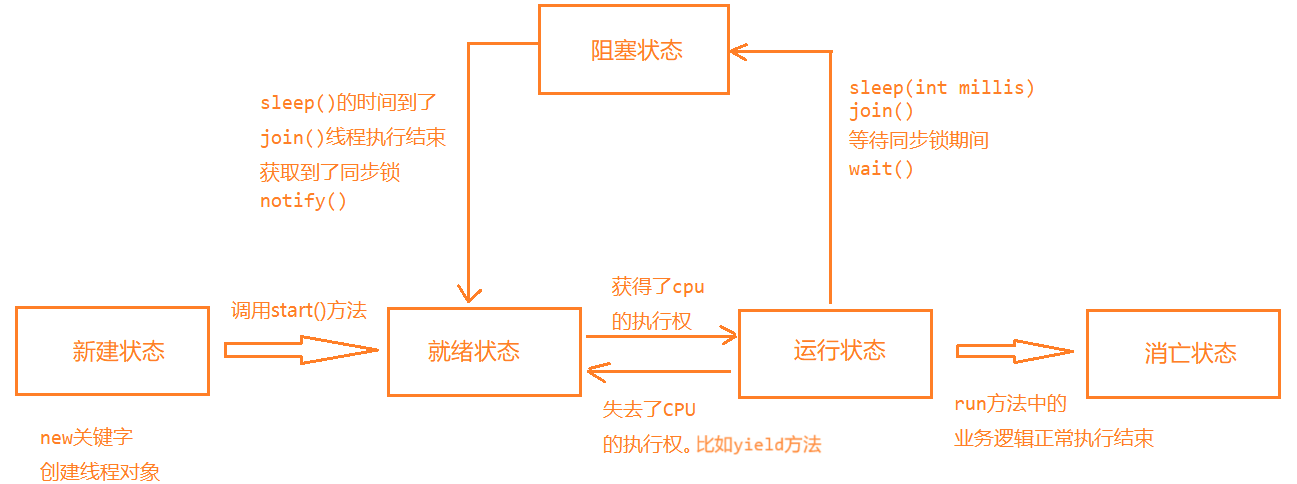 阻塞状态
sleep()的时间到了
join()线程执行结束
获取到了同步锁
notify()
sleep(int millis)
join()
等待同步锁期间
wait()
调用start()方法
获得了cpu
的执行权
新建状态
就绪状态
运行状态
消亡状态
new关键字
创建线程对象
失去了CPU
的执行权。比如yield方法
run方法中的
业务逻辑正常执行结束